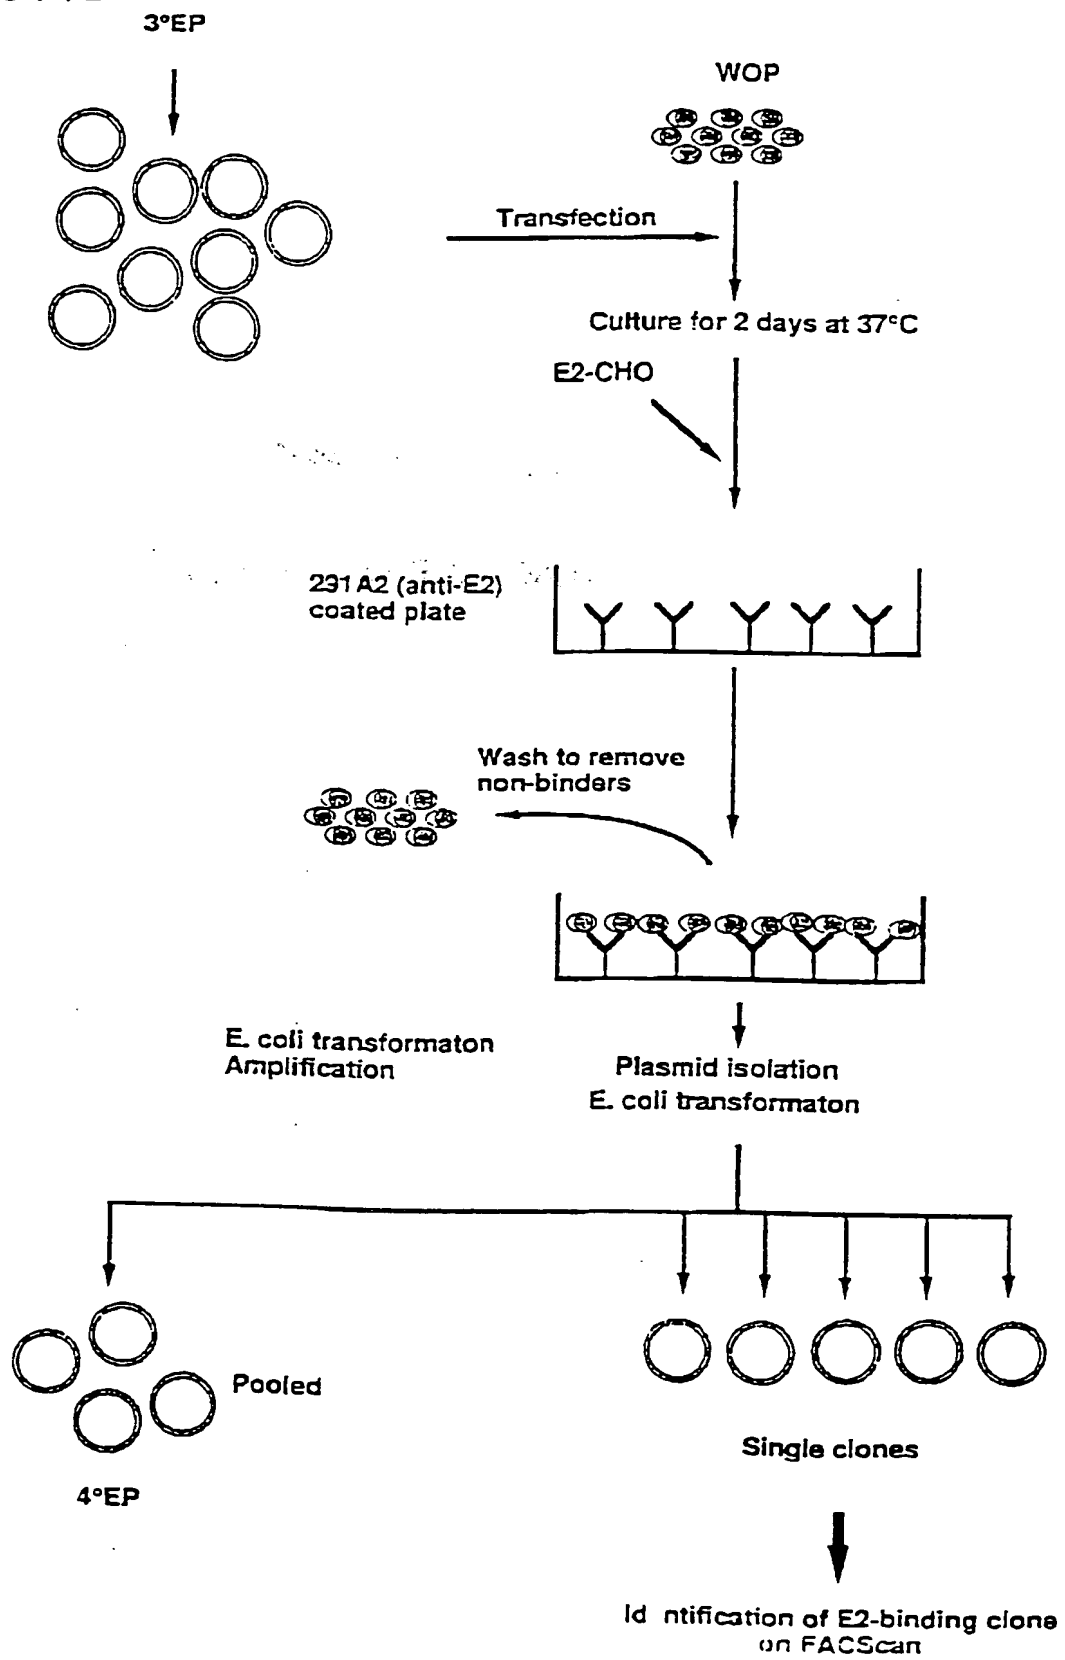 3°EP
WOP
Transfection
Culture for 2 days at 37°C
E2-CHO
291A2 (anti-E2)
coated plate
Wash to remove
non-binders
E. coli transformaton
Amplification
Plasmid isolation
E. coli transformaton
Pooled
4°EP
Single clones
Id ntification of E2-binding clone
on FACScan